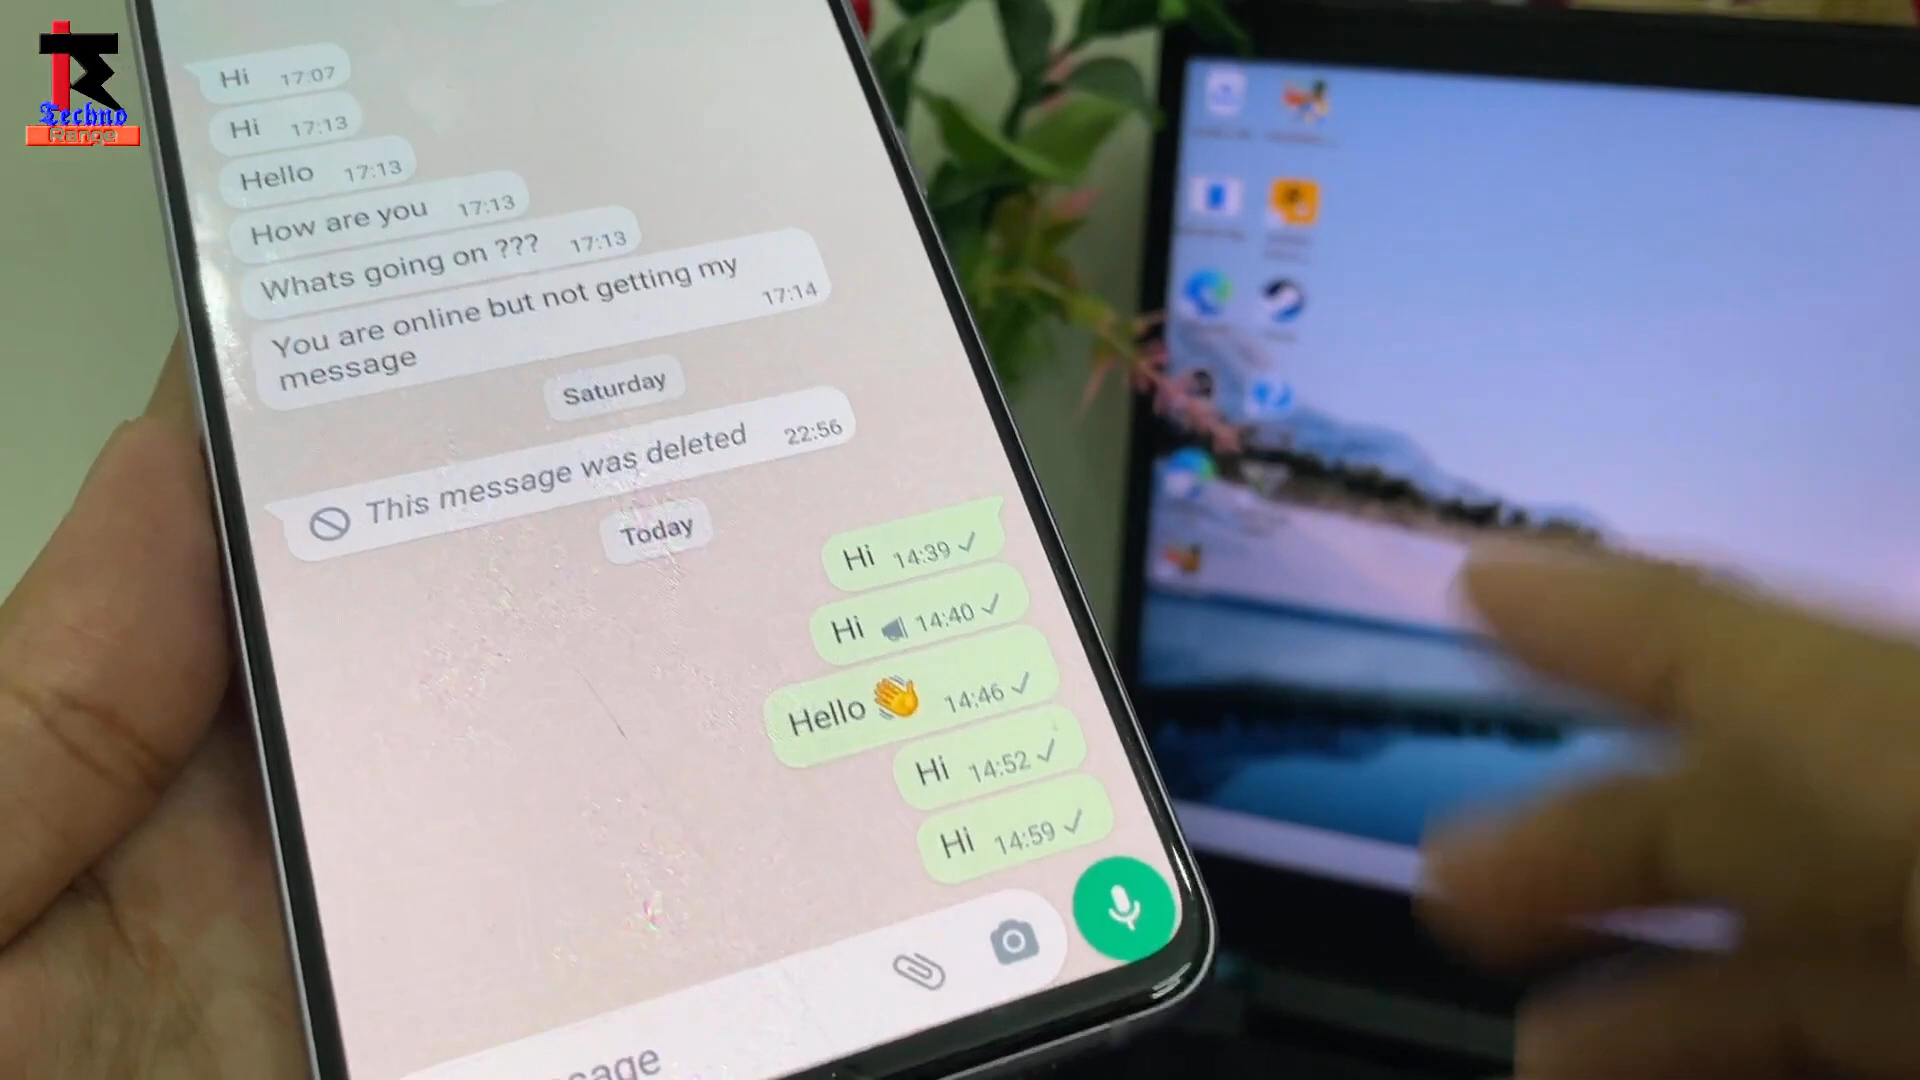 Techno
Range
Hi 17:07
Hi 17:13
Hello 17:13
How are you 17:13
Whats going on ??? 17:13
You are online but not getting my
message 17:14
Saturday
This message was deleted 22:56
Today
Hi 14:39
Hi 14:40
Hello 👋 14:46
Hi 14:52
Hi 14:59